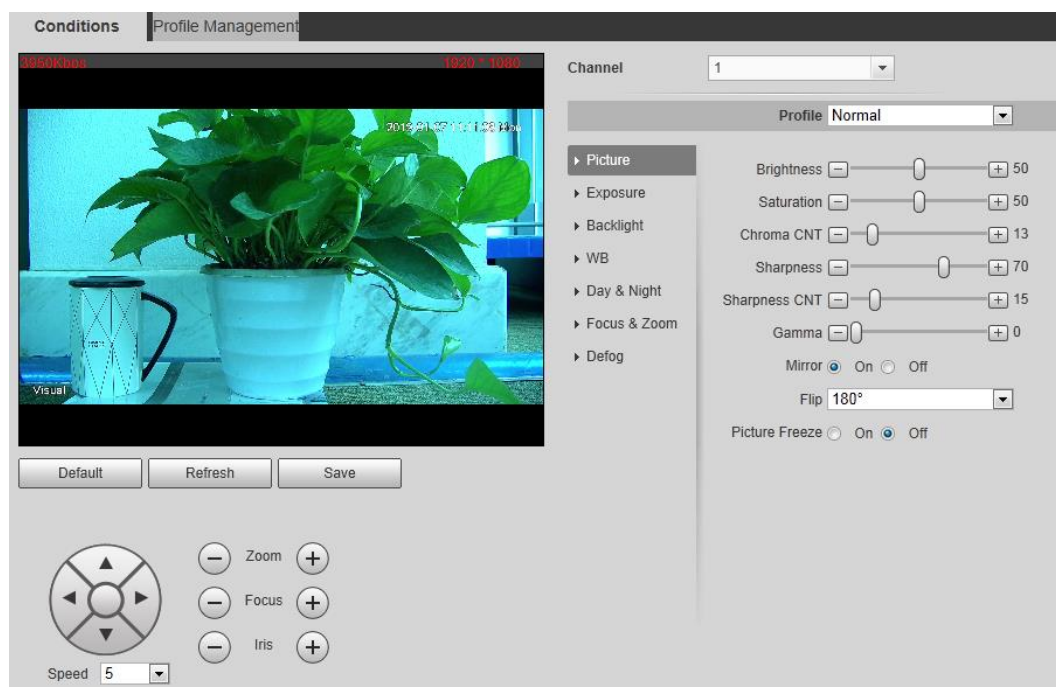 Conditions
Profile Management
3950Kbps
1920 * 1080
Visual
Default
Refresh
Save
Zoom
Focus
Iris
Speed 5
Channel 1
Profile Normal
Picture
Exposure
Backlight
WB
Day & Night
Focus & Zoom
Defog
Brightness 50
Saturation 50
Chroma CNT 13
Sharpness 70
Sharpness CNT 15
Gamma 0
Mirror On Off
Flip 180°
Picture Freeze On Off